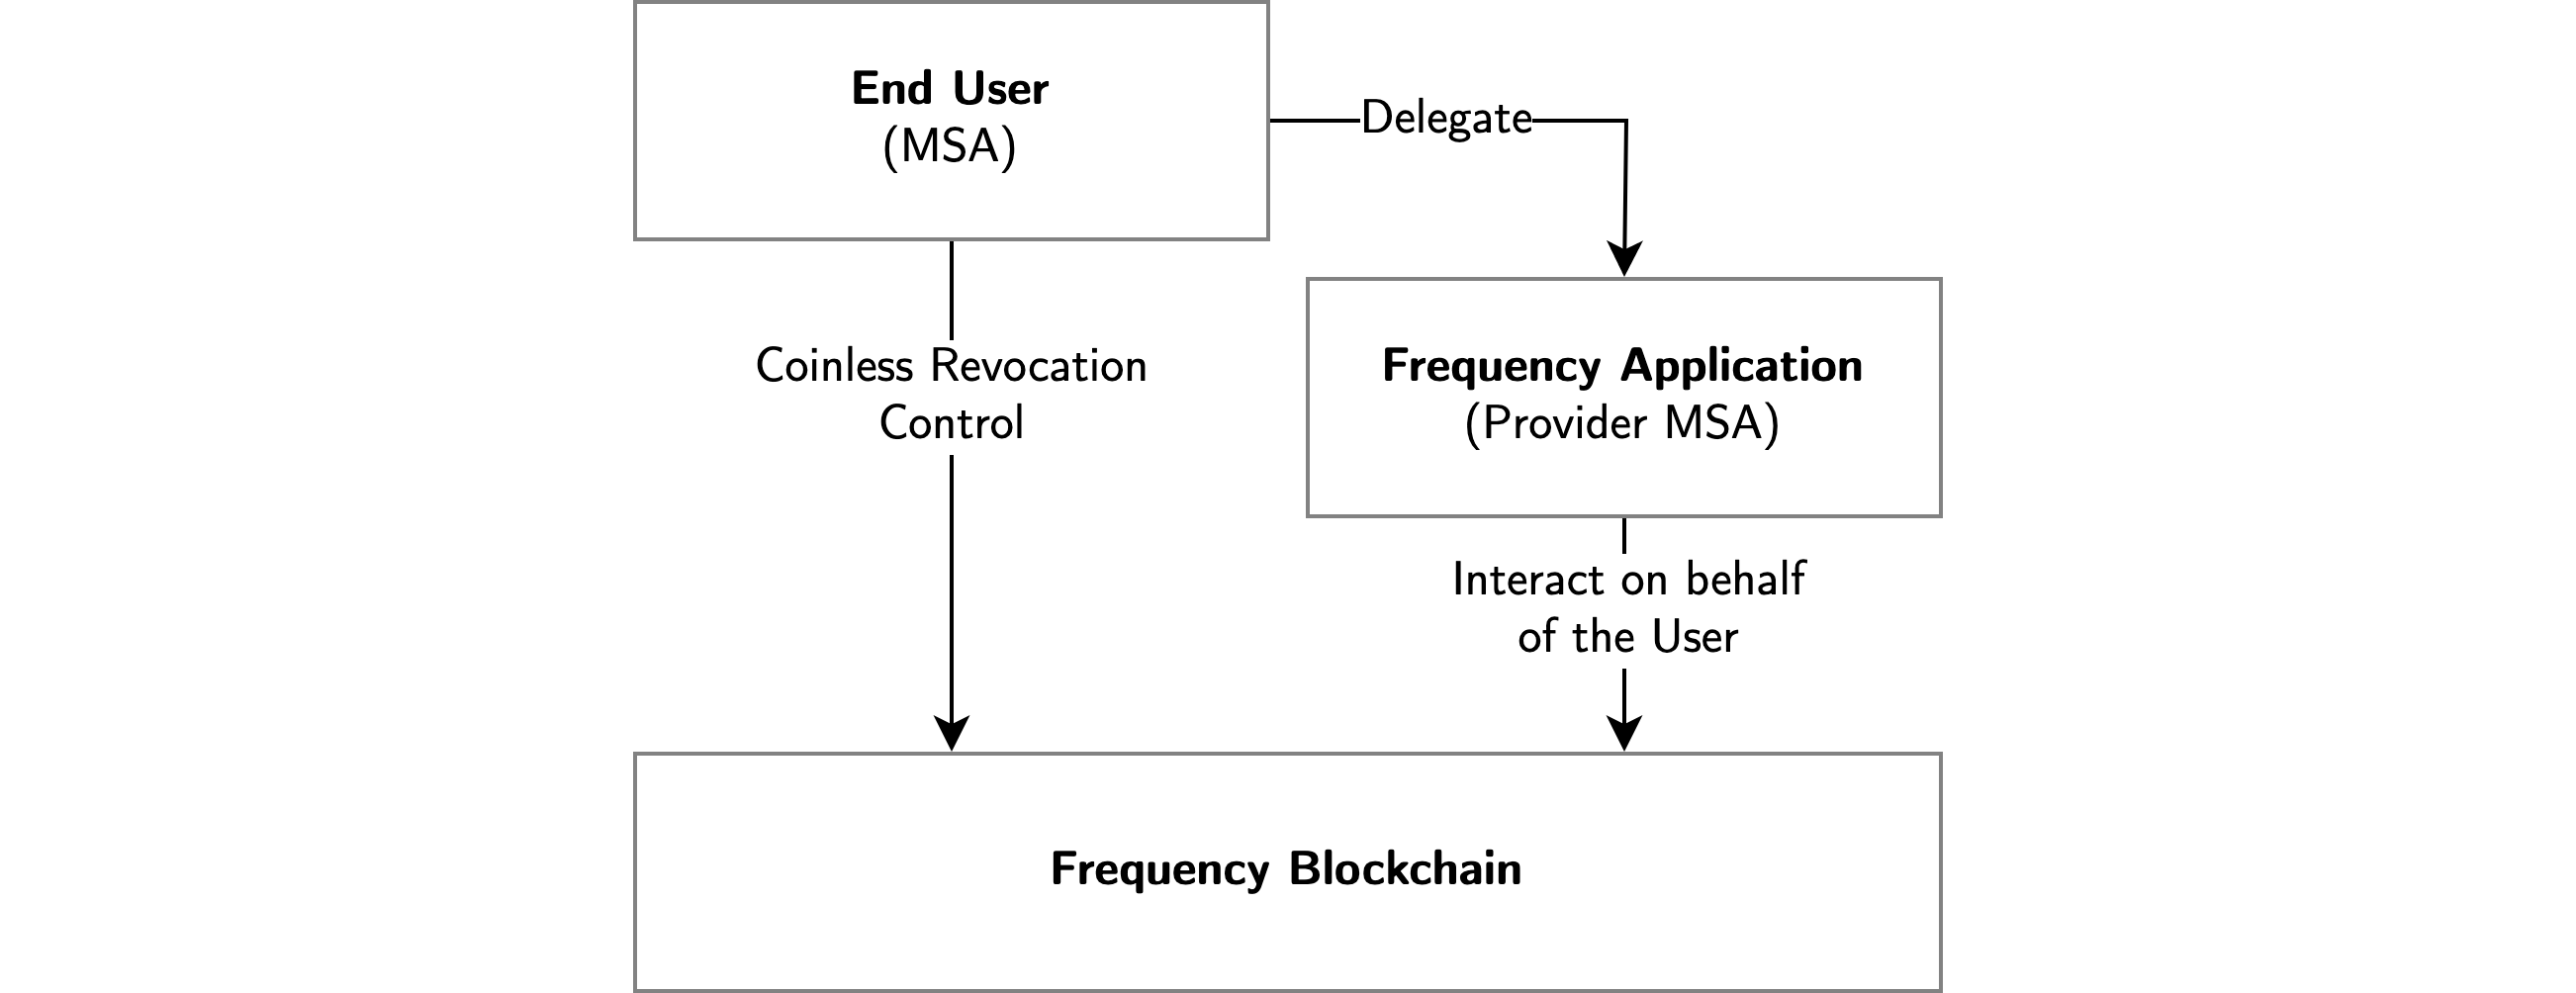 End User
(MSA)
Delegate
Coinless Revocation
Control
Frequency Application
(Provider MSA)
Interact on behalf
of the User
Frequency Blockchain